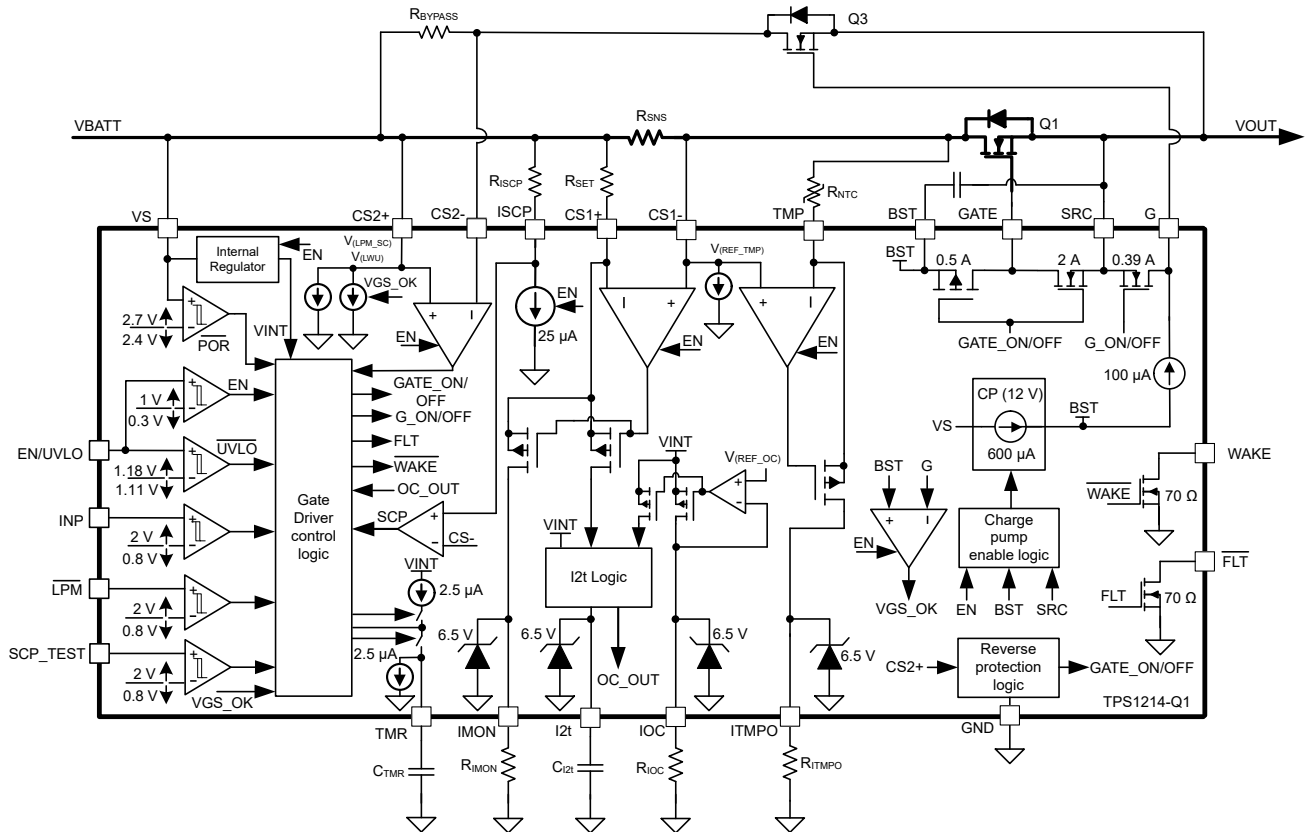 RBYPASS
Q3
VBATT
RSNS
Q1
VOUT
RISCP
RSET
RNTC
VS
CS2+
CS2-
ISCP
CS1+
CS1-
TMP
BST
GATE
SRC
G
Internal
Regulator
EN
V(LPM_SC)
V(LWU)
VGS_OK
V(REF_TMP)
BST
0.5 A
2 A
0.39 A
2.7 V
2.4 V
POR
VINT
+
-
EN
+
I
25 µA
EN
I
+
EN
+
I
EN
GATE_ON/OFF
G_ON/OFF
100 µA
1 V
0.3 V
+
-
EN
GATE_ON/
OFF
G_ON/OFF
FLT
WAKE
OC_OUT
CP (12 V)
VS
600 µA
BST
EN/UVLO
1.18 V
1.11 V
+
-
UVLO
Gate
Driver
control
logic
VINT
V(REF_OC)
+
-
BST
G
WAKE
WAKE
70 Ω
INP
2 V
0.8 V
+
-
SCP
+
-
CS-
VINT
I2t Logic
EN
+
I
VGS_OK
Charge
pump
enable logic
EN
BST
SRC
FLT
FLT
70 Ω
LPM
2 V
0.8 V
+
-
VINT
2.5 µA
2.5 µA
SCP_TEST
2 V
0.8 V
+
-
VGS_OK
6.5 V
6.5 V
OC_OUT
6.5 V
6.5 V
CS2+
Reverse
protection
logic
GATE_ON/OFF
TPS1214-Q1
TMR
IMON
I2t
IOC
ITMPO
GND
CTMR
RIMON
CI2t
RIOC
RITMPO